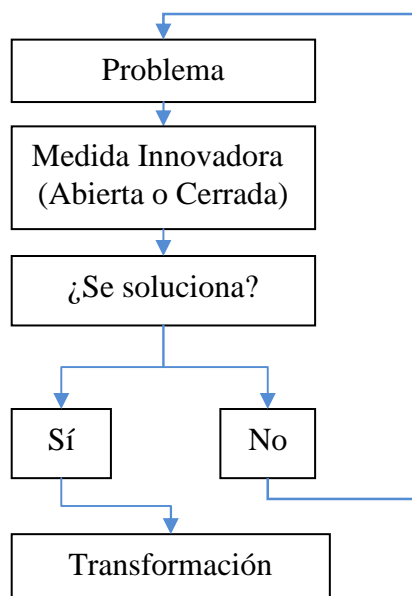 Problema
Medida Innovadora
(Abierta o Cerrada)
¿Se soluciona?
Sí
No
Transformación